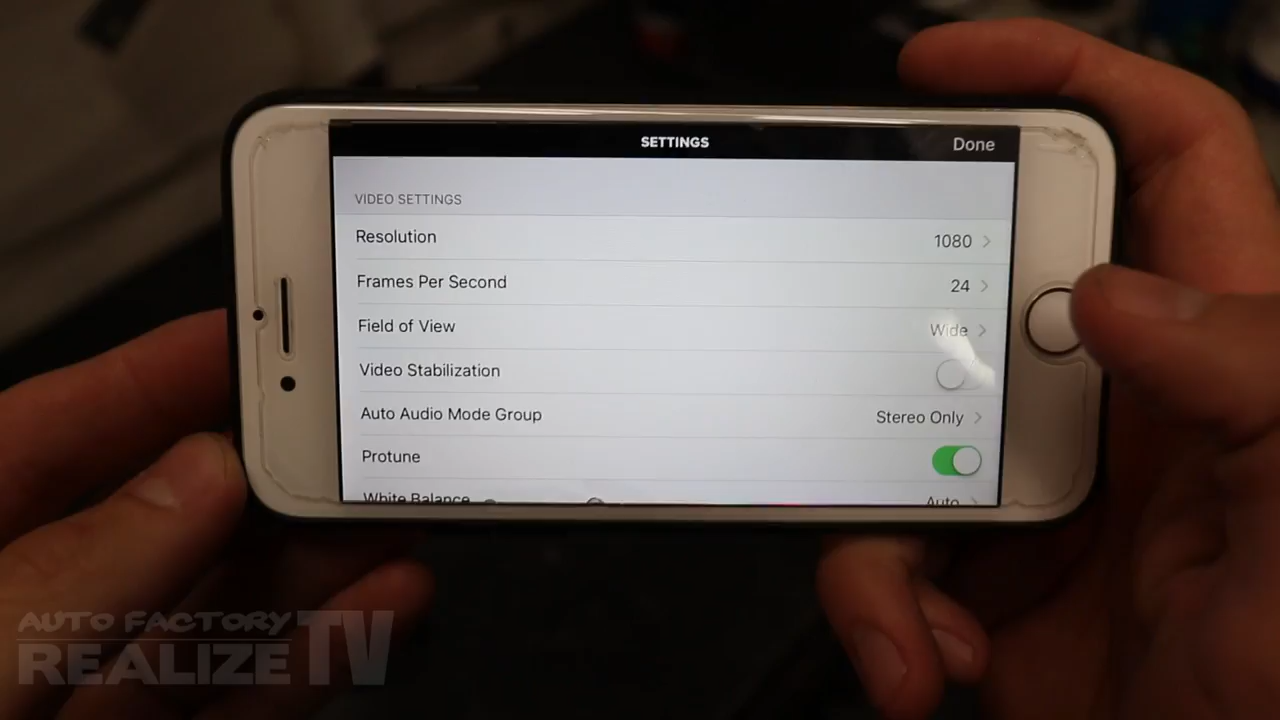 SETTINGS Done
VIDEO SETTINGS
Resolution 1080
Frames Per Second 24
Field of View Wide
Video Stabilization
Auto Audio Mode Group Stereo Only
Protune
White Balance Auto
AUTO FACTORY
REALIZE TV